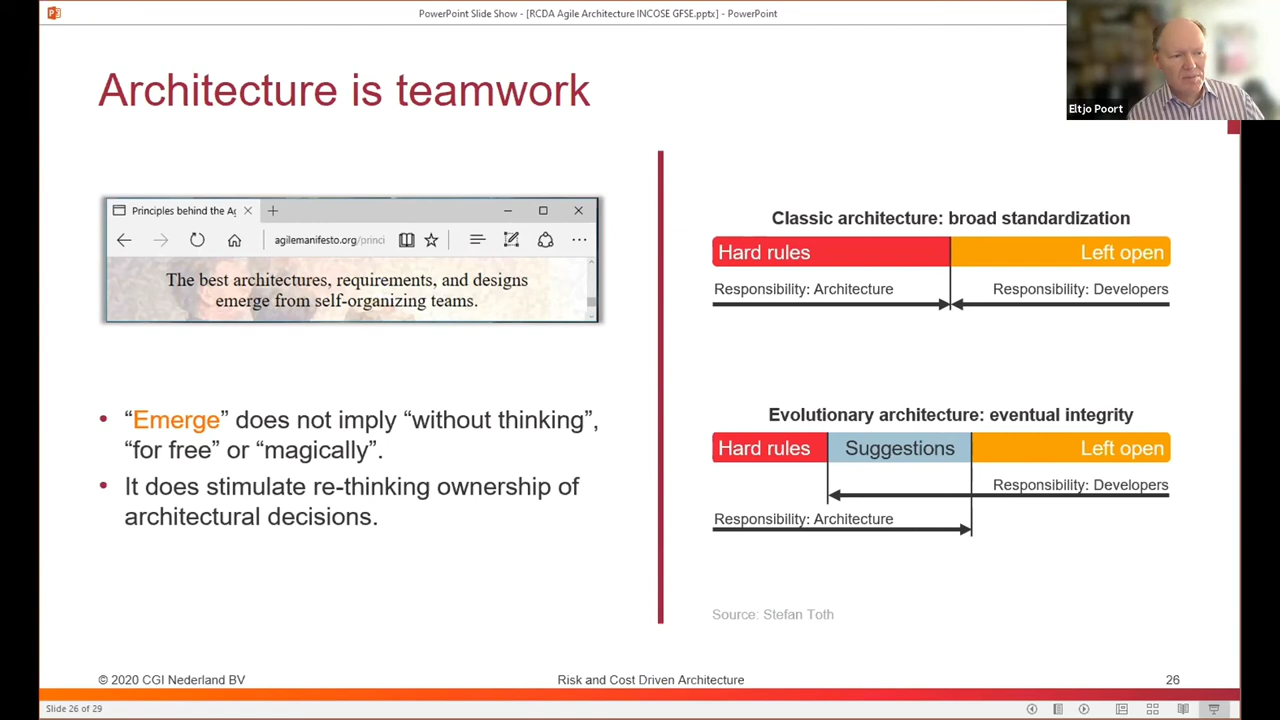 PowerPoint Slide Show - [RCDA Agile Architecture INCOSE GFSE.pptx] - PowerPoint
Eltjo Poort
Architecture is teamwork
Principles behind the Ag
agilemanifesto.org/princi
The best architectures, requirements, and designs
emerge from self-organizing teams.
• “Emerge” does not imply “without thinking”,
“for free” or “magically”.
• It does stimulate re-thinking ownership of
architectural decisions.
Classic architecture: broad standardization
Hard rules Left open
Responsibility: Architecture Responsibility: Developers
Evolutionary architecture: eventual integrity
Hard rules Suggestions Left open
Responsibility: Developers
Responsibility: Architecture
Source: Stefan Toth
© 2020 CGI Nederland BV Risk and Cost Driven Architecture 26
Slide 26 of 29